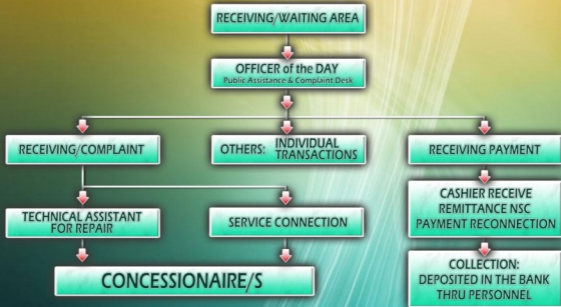 RECEIVING/WAITING AREA
OFFICER of the DAY
Public Assistance & Complaint Desk
RECEIVING/COMPLAINT
OTHERS: INDIVIDUAL
TRANSACTIONS
RECEIVING PAYMENT
TECHNICAL ASSISTANT
FOR REPAIR
SERVICE CONNECTION
CASHIER RECEIVE
REMITTANCE NSC
PAYMENT RECONNECTION
CONCESSIONAIRE/S
COLLECTION:
DEPOSITED IN THE BANK
THRU PERSONNEL